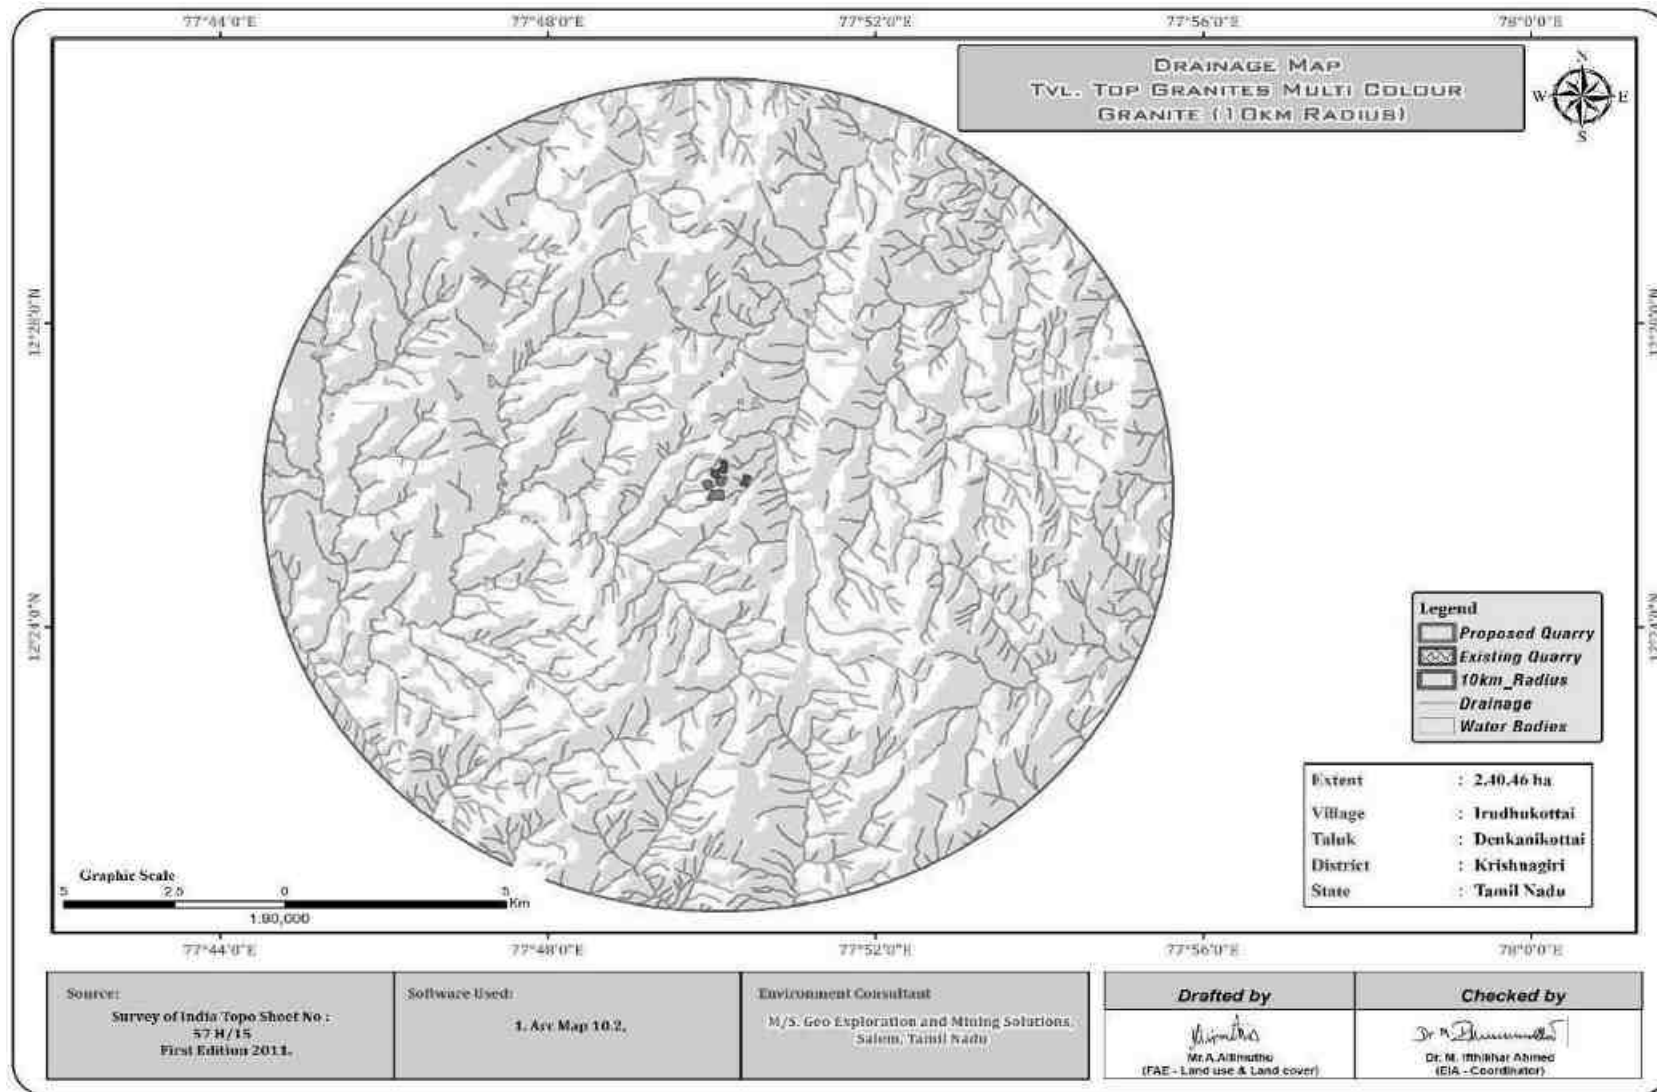 77°44'0"E 77°48'0"E 77°52'0"E 77°56'0"E 78°0'0"E
DRAINAGE MAP
TVL. TOP GRANITES MULTI COLOUR
GRANITE (10KM RADIUS)
N
W E
S
12°28'0"N
12°24'0"N
Legend
Proposed Quarry
Existing Quarry
10km_Radius
Drainage
Water Bodies
Extent : 2.40.46 ha
Village : Irudhukottai
Taluk : Denkanikottai
District : Krishnagiri
State : Tamil Nadu
Graphic Scale
5 2.5 0 5
Km
1:90,000
77°44'0"E 77°48'0"E 77°52'0"E 77°56'0"E 78°0'0"E
Source:
Survey of India Topo Sheet No :
57 H/15
First Edition 2011.
Software Used:
1. Arc Map 10.2,
Environment Consultant
M/S. Geo Exploration and Mining Solutions,
Salem, Tamil Nadu
Drafted by
Mr.A.Allimuthu
(FAE - Land use & Land cover)
Checked by
Dr. M. Ifthikhar Ahmed
(EIA - Coordinator)